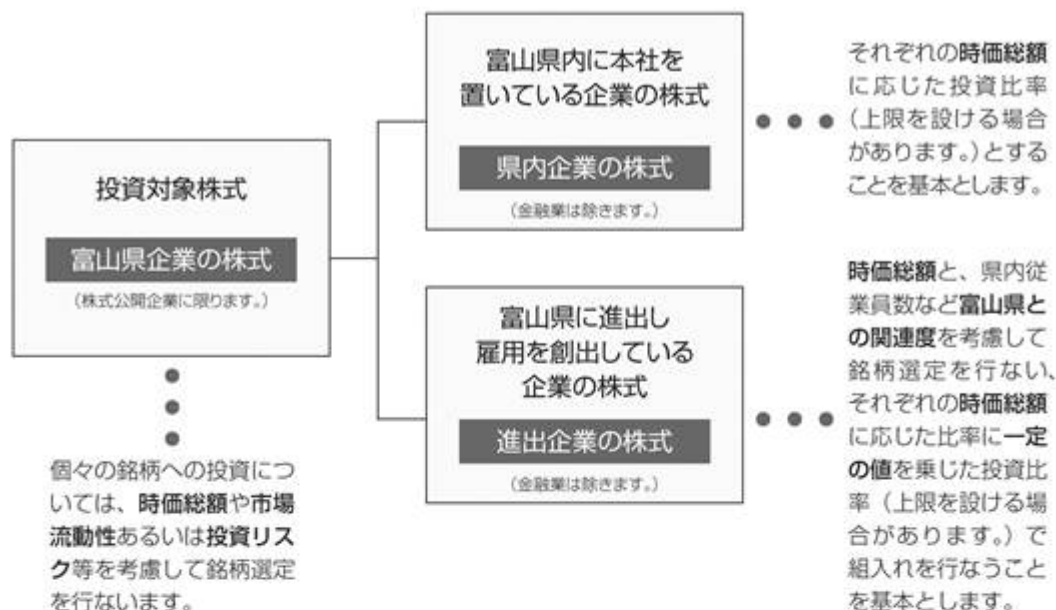 投資対象株式
富山県企業の株式
（株式公開企業に限ります。）
個々の銘柄への投資につ
いては、時価総額や市場
流動性あるいは投資リス
ク等を考慮して銘柄選定
を行ないます。
富山県内に本社を
置いている企業の株式
県内企業の株式
（金融業は除きます。）
それぞれの時価総額
に応じた投資比率
（上限を設ける場合
があります。）とする
ことを基本とします。
富山県に進出し
雇用を創出している
企業の株式
進出企業の株式
（金融業は除きます。）
時価総額と、県内従
業員数など富山県と
の関連度を考慮して
銘柄選定を行ない、
それぞれの時価総額
に応じた比率に一定
の値を乗じた投資比
率（上限を設ける場
合があります。）で
組入れを行なうこと
を基本とします。